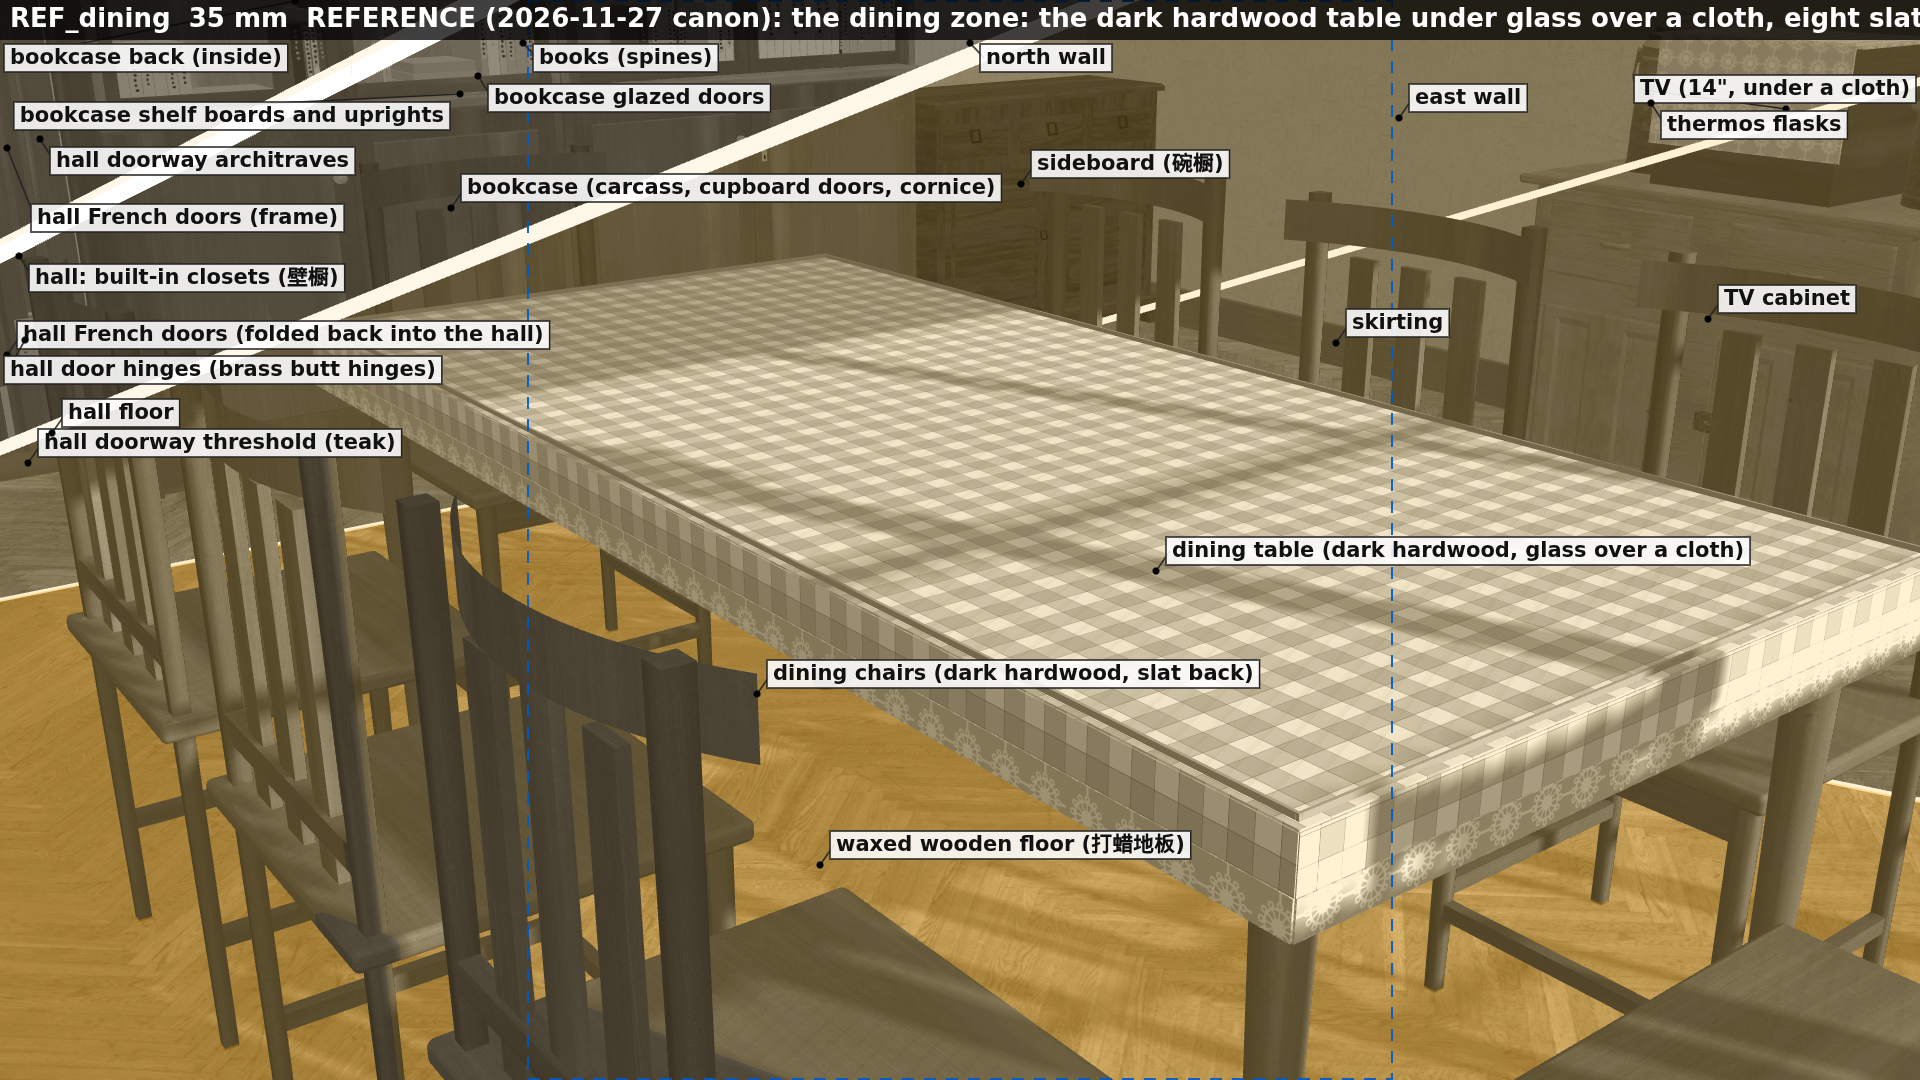 REF_dining 35 mm REFERENCE (2026-11-27 canon): the dining zone: the dark hardwood table under glass over a cloth, eight slat
bookcase back (inside)
books (spines)
north wall
TV (14", under a cloth)
bookcase glazed doors
east wall
bookcase shelf boards and uprights
thermos flasks
hall doorway architraves
sideboard (碗橱)
bookcase (carcass, cupboard doors, cornice)
hall French doors (frame)
hall: built-in closets (壁橱)
TV cabinet
hall French doors (folded back into the hall)
skirting
hall door hinges (brass butt hinges)
hall floor
hall doorway threshold (teak)
dining table (dark hardwood, glass over a cloth)
dining chairs (dark hardwood, slat back)
waxed wooden floor (打蜡地板)